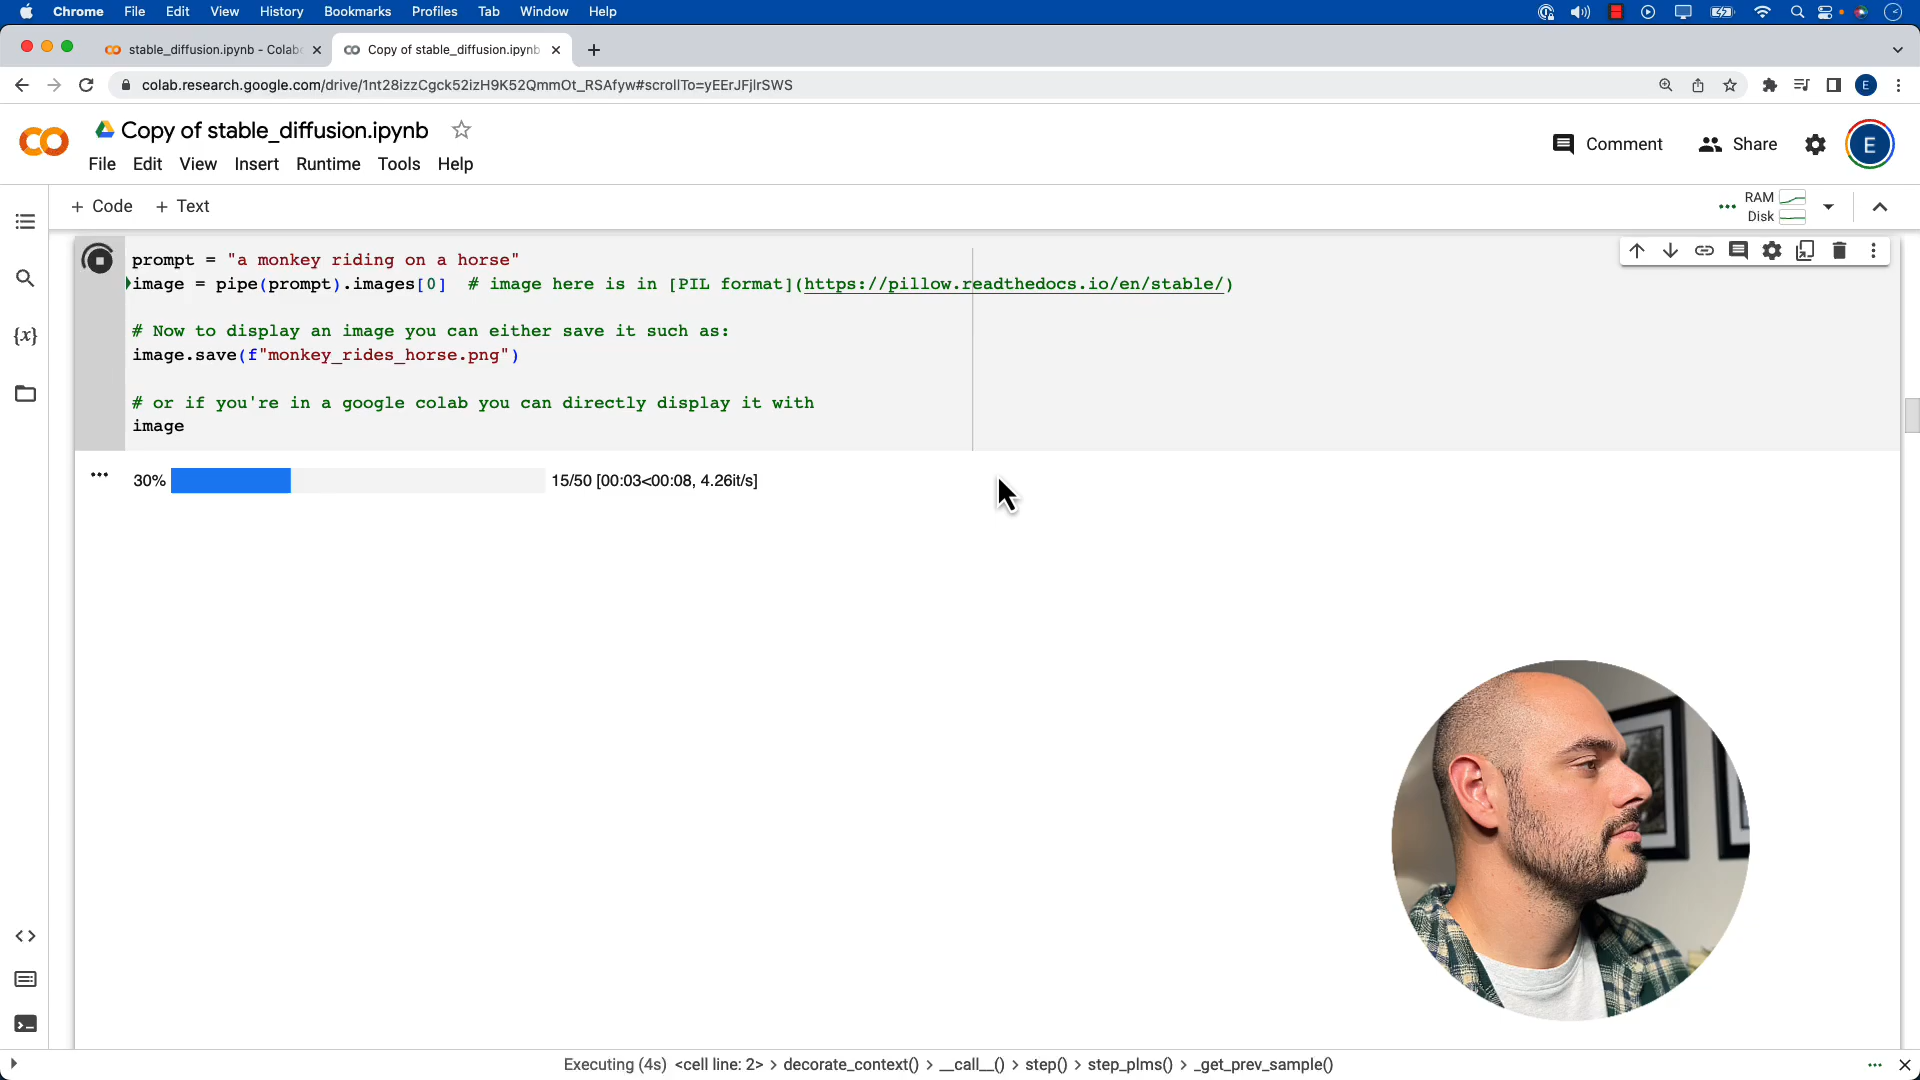 Chrome File Edit View History Bookmarks Profiles Tab Window Help
stable_diffusion.ipynb - Colab
Copy of stable_diffusion.ipynb
colab.research.google.com/drive/1nt28izzCgck52izH9K52QmmOt_RSAfyw#scrollTo=yEErJFjlrSWS
E
Copy of stable_diffusion.ipynb
File Edit View Insert Runtime Tools Help
Comment Share E
+ Code + Text
RAM
Disk
prompt = "a monkey riding on a horse"
image = pipe(prompt).images[0]  # image here is in [PIL format](https://pillow.readthedocs.io/en/stable/)
# Now to display an image you can either save it such as:
image.save(f"monkey_rides_horse.png")
# or if you're in a google colab you can directly display it with
image
30% 15/50 [00:03<00:08, 4.26it/s]
Executing (4s) <cell line: 2> > decorate_context() > __call__() > step() > step_plms() > _get_prev_sample()